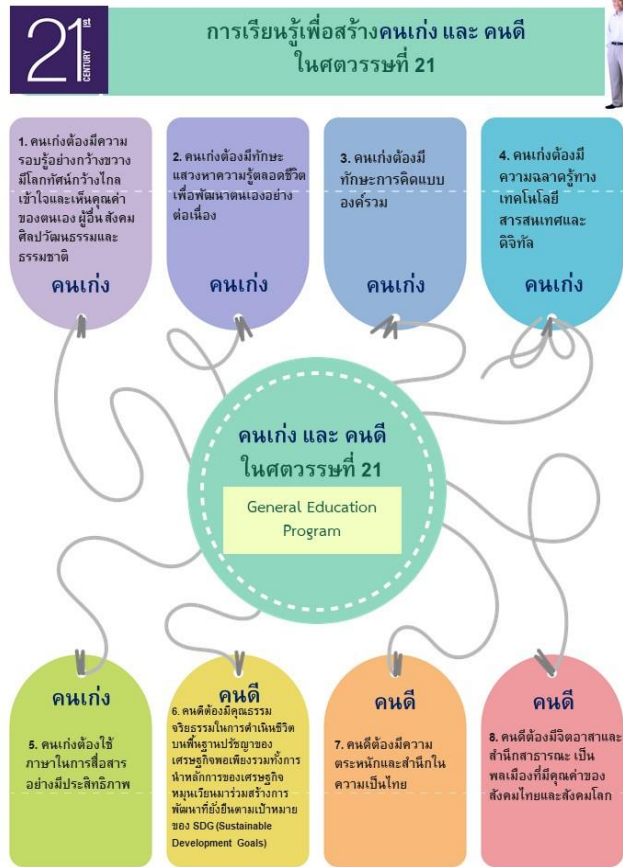 21st
CENTURY
การเรียนรู้เพื่อสร้างคนเก่ง และ คนดี
ในศตวรรษที่ 21
1. คนเก่งต้องมีความ
รอบรู้อย่างกว้างขวาง
มีโลกทัศน์กว้างไกล
เข้าใจและเห็นคุณค่า
ของตนเอง ผู้อื่น สังคม
ศิลปวัฒนธรรมและ
ธรรมชาติ
คนเก่ง
2. คนเก่งต้องมีทักษะ
แสวงหาความรู้ตลอดชีวิต
เพื่อพัฒนาตนเองอย่าง
ต่อเนื่อง
คนเก่ง
3. คนเก่งต้องมี
ทักษะการคิดแบบ
องค์รวม
คนเก่ง
4. คนเก่งต้องมี
ความฉลาดรู้ทาง
เทคโนโลยี
สารสนเทศและ
ดิจิทัล
คนเก่ง
คนเก่ง และ คนดี
ในศตวรรษที่ 21
General Education
Program
คนเก่ง
5. คนเก่งต้องใช้
ภาษาในการสื่อสาร
อย่างมีประสิทธิภาพ
คนดี
6. คนดีต้องมีคุณธรรม
จริยธรรมในการดำเนินชีวิต
บนพื้นฐานปรัชญาของ
เศรษฐกิจพอเพียงรวมทั้งการ
นำหลักการของเศรษฐกิจ
หมุนเวียนมาร่วมสร้างการ
พัฒนาที่ยั่งยืนตามเป้าหมาย
ของ SDG (Sustainable
Development Goals)
คนดี
7. คนดีต้องมีความ
ตระหนักและสำนึกใน
ความเป็นไทย
คนดี
8. คนดีต้องมีจิตอาสาและ
สำนึกสาธารณะ เป็น
พลเมืองที่มีคุณค่าของ
สังคมไทยและสังคมโลก